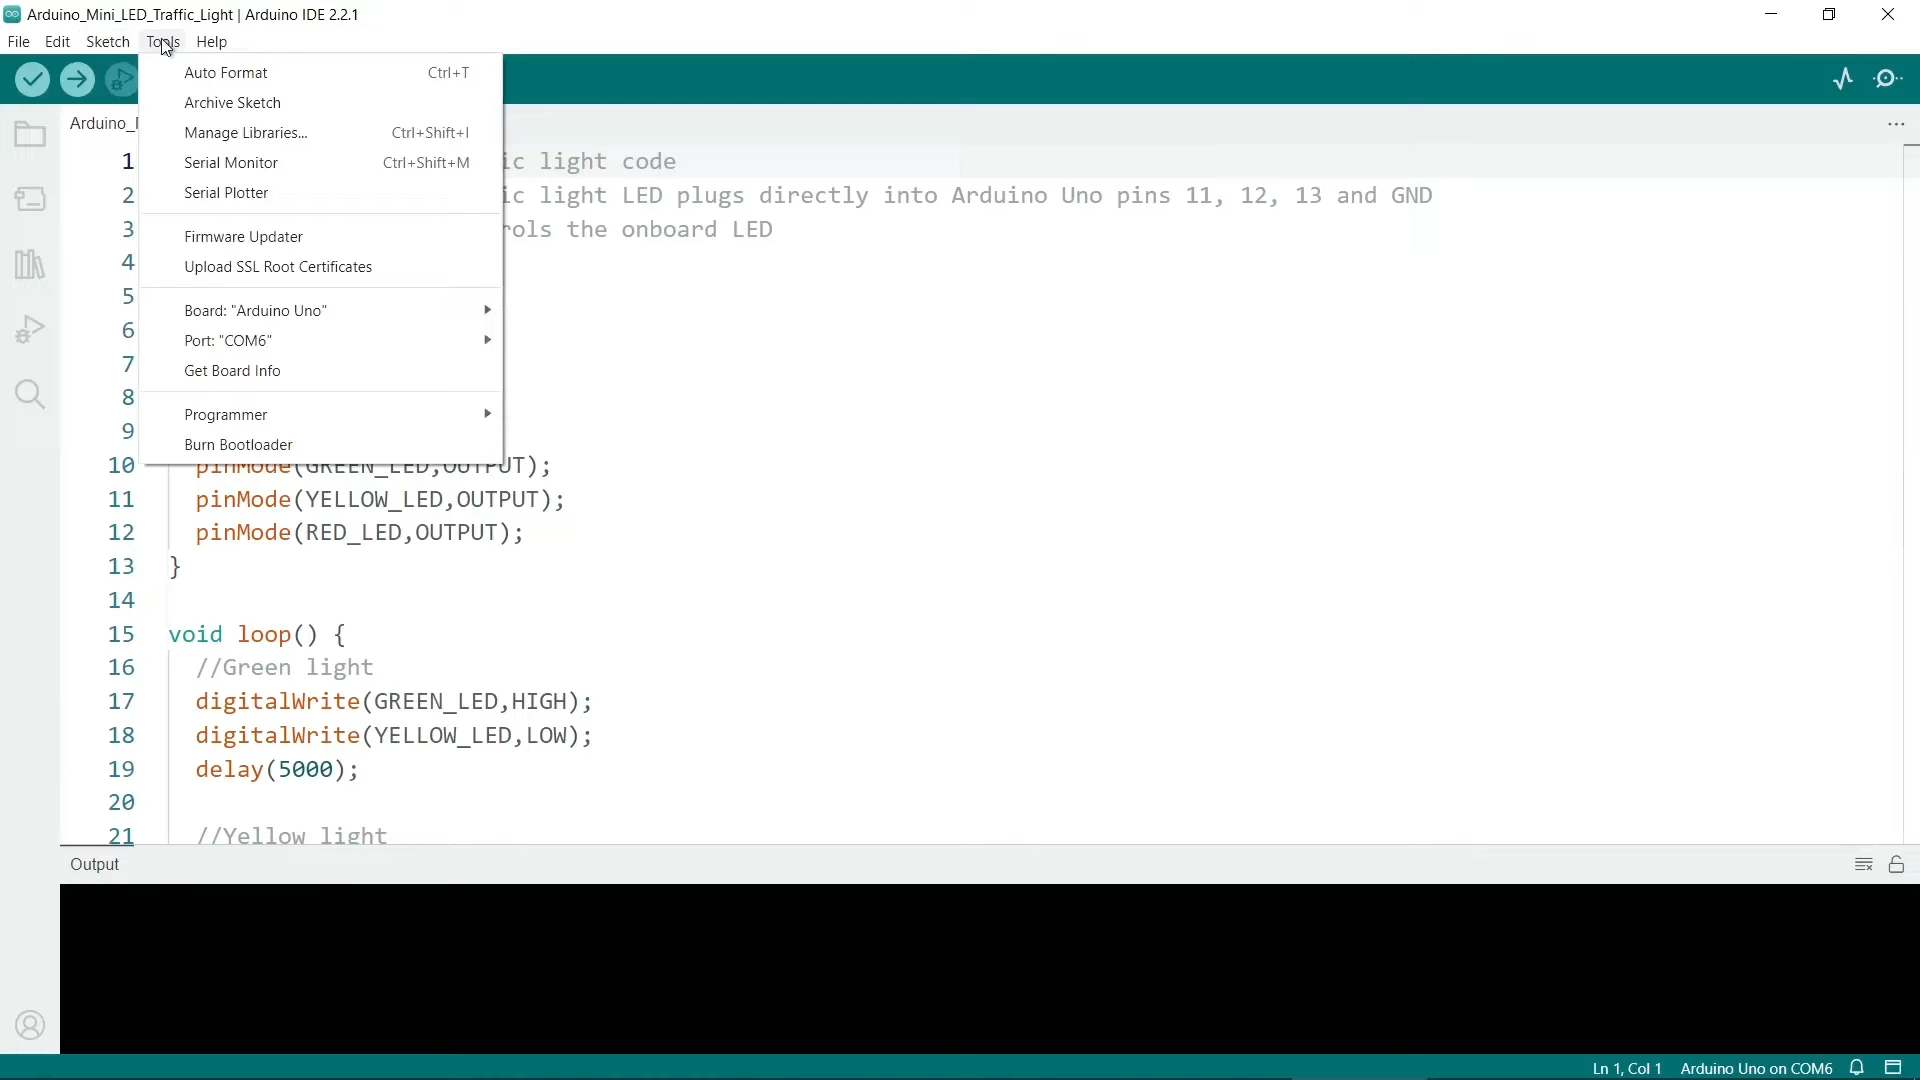 Arduino_Mini_LED_Traffic_Light | Arduino IDE 2.2.1
File Edit Sketch Tools Help
Auto Format Ctrl+T
Archive Sketch
Manage Libraries... Ctrl+Shift+I
Serial Monitor Ctrl+Shift+M
Serial Plotter
Firmware Updater
Upload SSL Root Certificates
Board: "Arduino Uno"
Port: "COM6"
Get Board Info
Programmer
Burn Bootloader
Arduino_
1 ic light code
2 ic light LED plugs directly into Arduino Uno pins 11, 12, 13 and GND
3 rols the onboard LED
4
5
6
7
8
9
10 pinMode(GREEN_LED,OUTPUT);
11 pinMode(YELLOW_LED,OUTPUT);
12 pinMode(RED_LED,OUTPUT);
13 }
14
15 void loop() {
16 //Green light
17 digitalWrite(GREEN_LED,HIGH);
18 digitalWrite(YELLOW_LED,LOW);
19 delay(5000);
20
21 //Yellow light
Output
Ln 1, Col 1 Arduino Uno on COM6